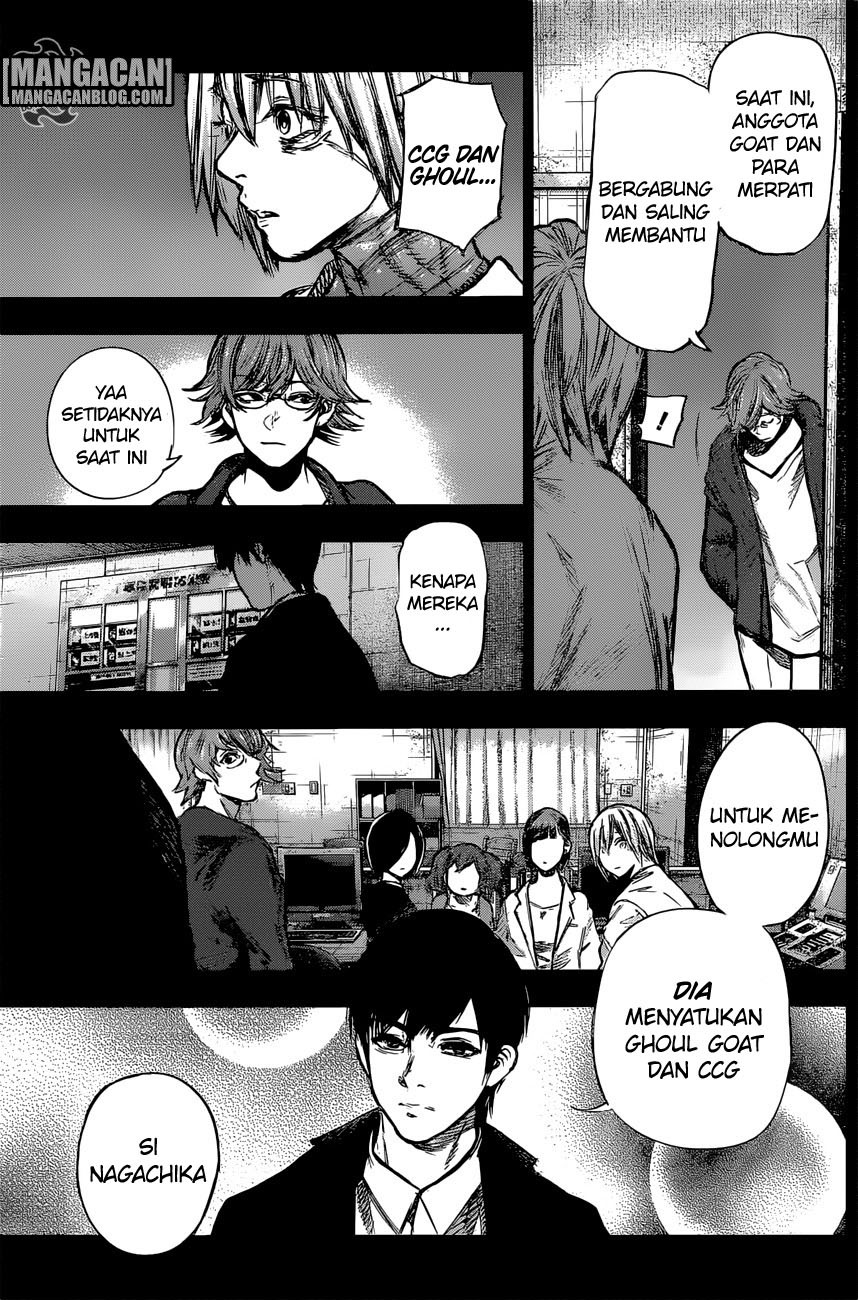 [MANGACAN]
MANGACANBLOG.COM
SAAT INI,
ANGGOTA
GOAT DAN
PARA
MERPATI
BERGABUNG
DAN SALING
MEMBANTU
!
CCG DAN
GHOUL...
YAA
SETIDAKNYA
UNTUK
SAAT INI
KENAPA
MEREKA
...
UNTUK ME-
NOLONGMU
DIA
MENYATUKAN
GHOUL GOAT
DAN CCG
SI
NAGACHIKA